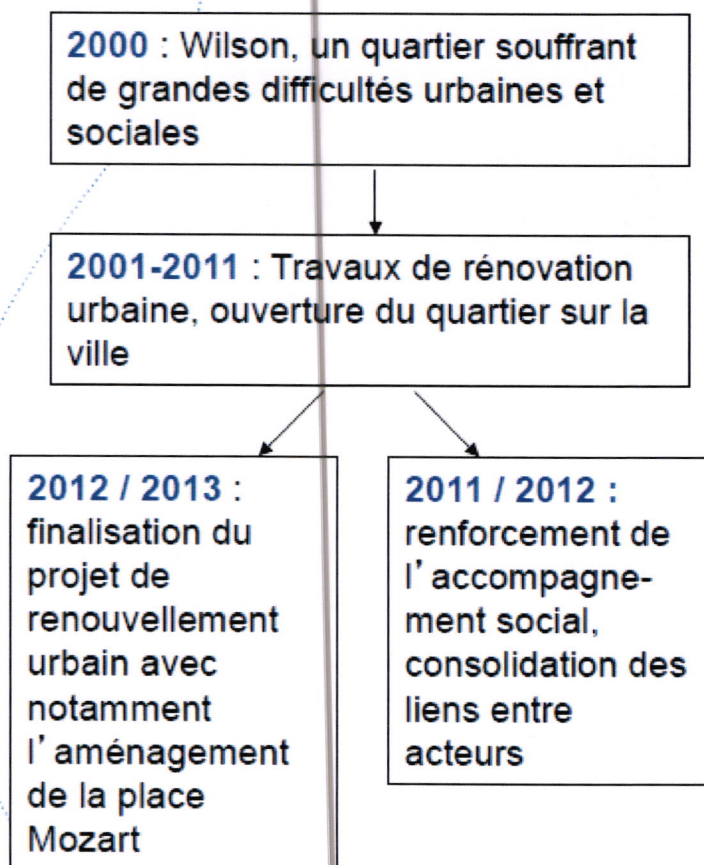 2000 : Wilson, un quartier souffrant
de grandes difficultés urbaines et
sociales
2001-2011 : Travaux de rénovation
urbaine, ouverture du quartier sur la
ville
2012 / 2013 :
finalisation du
projet de
renouvellement
urbain avec
notamment
l'aménagement
de la place
Mozart
2011 / 2012 :
renforcement de
l'accompagne-
ment social,
consolidation des
liens entre
acteurs